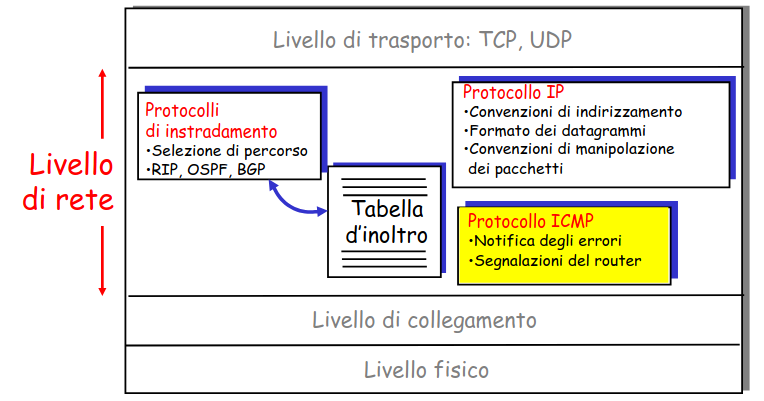 Livello di trasporto: TCP, UDP
Livello
di rete
Protocolli
di instradamento
•Selezione di percorso
•RIP, OSPF, BGP
Tabella
d'inoltro
Protocollo IP
•Convenzioni di indirizzamento
•Formato dei datagrammi
•Convenzioni di manipolazione
dei pacchetti
Protocollo ICMP
•Notifica degli errori
•Segnalazioni del router
Livello di collegamento
Livello fisico